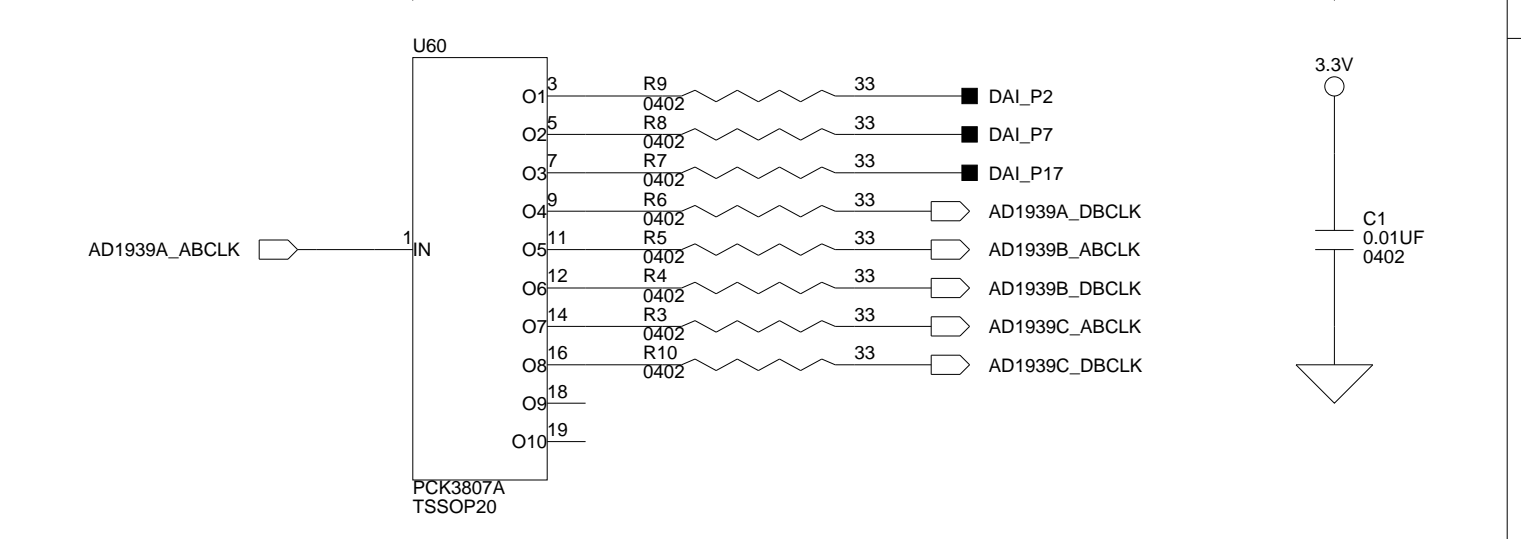 U60
3.3V
O1 3 R9 33 DAI_P2
0402
O2 5 R8 33 DAI_P7
0402
O3 7 R7 33 DAI_P17
0402
O4 9 R6 33 AD1939A_DBCLK
0402
AD1939A_ABCLK 1 IN O5 11 R5 33 AD1939B_ABCLK
0402
O6 12 R4 33 AD1939B_DBCLK
0402
O7 14 R3 33 AD1939C_ABCLK
0402
O8 16 R10 33 AD1939C_DBCLK
0402
O9 18
O10 19
PCK3807A
TSSOP20
C1
0.01UF
0402